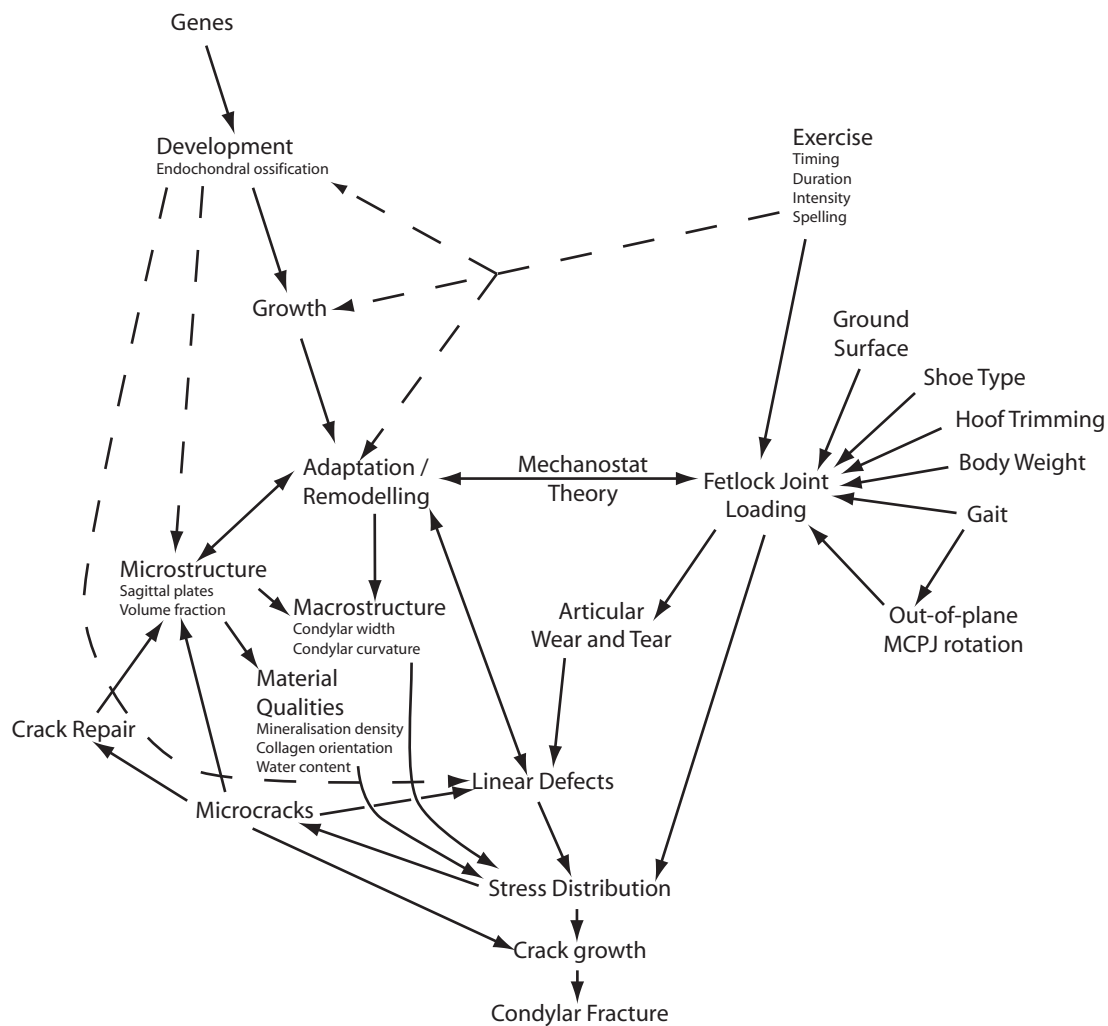 Genes
Development
Endochondral ossification
Exercise
Timing
Duration
Intensity
Spelling
Growth
Ground
Surface
Shoe Type
Hoof Trimming
Body Weight
Gait
Adaptation /
Remodelling
Mechanostat
Theory
Fetlock Joint
Loading
Microstructure
Sagittal plates
Volume fraction
Macrostructure
Condylar width
Condylar curvature
Articular
Wear and Tear
Out-of-plane
MCPJ rotation
Material
Qualities
Mineralisation density
Collagen orientation
Water content
Crack Repair
Linear Defects
Microcracks
Stress Distribution
Crack growth
Condylar Fracture